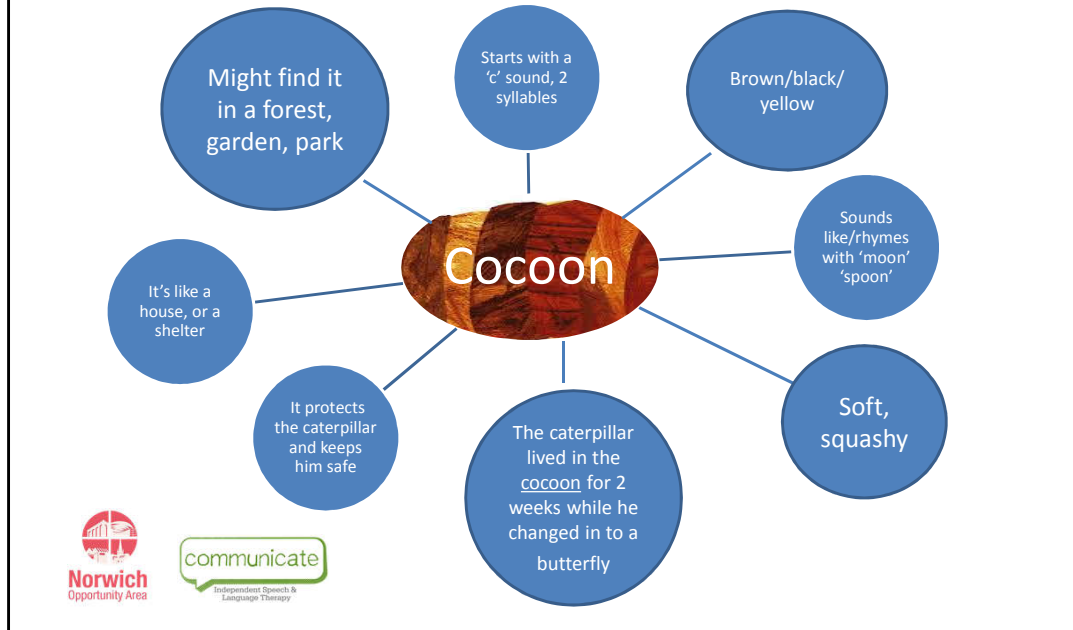 Might find it
in a forest,
garden, park
Starts with a
‘c’ sound, 2
syllables
Brown/black/
yellow
Sounds
like/rhymes
with ‘moon’
‘spoon’
Cocoon
It’s like a
house, or a
shelter
It protects
the caterpillar
and keeps
him safe
The caterpillar
lived in the
cocoon for 2
weeks while he
changed in to a
butterfly
Soft,
squashy
Norwich
Opportunity Area
communicate
Independent Speech &
Language Therapy